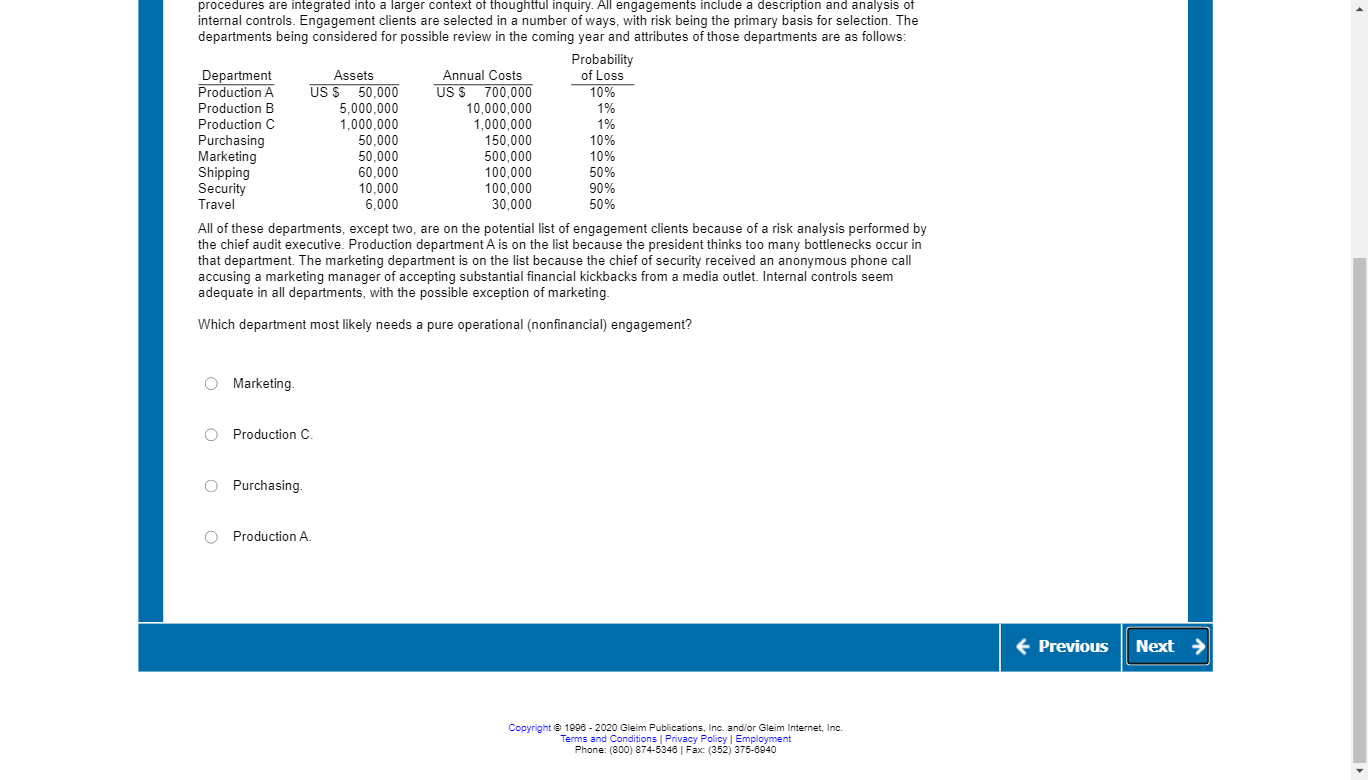 procedures are integrated into a larger context of thoughtful inquiry. All engagements include a description and analysis of
internal controls. Engagement clients are selected in a number of ways, with risk being the primary basis for selection. The
departments being considered for possible review in the coming year and attributes of those departments are as follows:
Probability
Department Assets Annual Costs of Loss
Production A US $ 50,000 US $ 700,000 10%
Production B 5,000,000 10,000,000 1%
Production C 1,000,000 1,000,000 1%
Purchasing 50,000 150,000 10%
Marketing 50,000 500,000 10%
Shipping 60,000 100,000 50%
Security 10,000 100,000 90%
Travel 6,000 30,000 50%
All of these departments, except two, are on the potential list of engagement clients because of a risk analysis performed by
the chief audit executive. Production department A is on the list because the president thinks too many bottlenecks occur in
that department. The marketing department is on the list because the chief of security received an anonymous phone call
accusing a marketing manager of accepting substantial financial kickbacks from a media outlet. Internal controls seem
adequate in all departments, with the possible exception of marketing.
Which department most likely needs a pure operational (nonfinancial) engagement?
Marketing.
Production C.
Purchasing.
Production A.
Previous Next
Copyright © 1996 - 2020 Gleim Publications, Inc. and/or Gleim Internet, Inc.
Terms and Conditions | Privacy Policy | Employment
Phone: (800) 874-5346 | Fax: (352) 375-6940